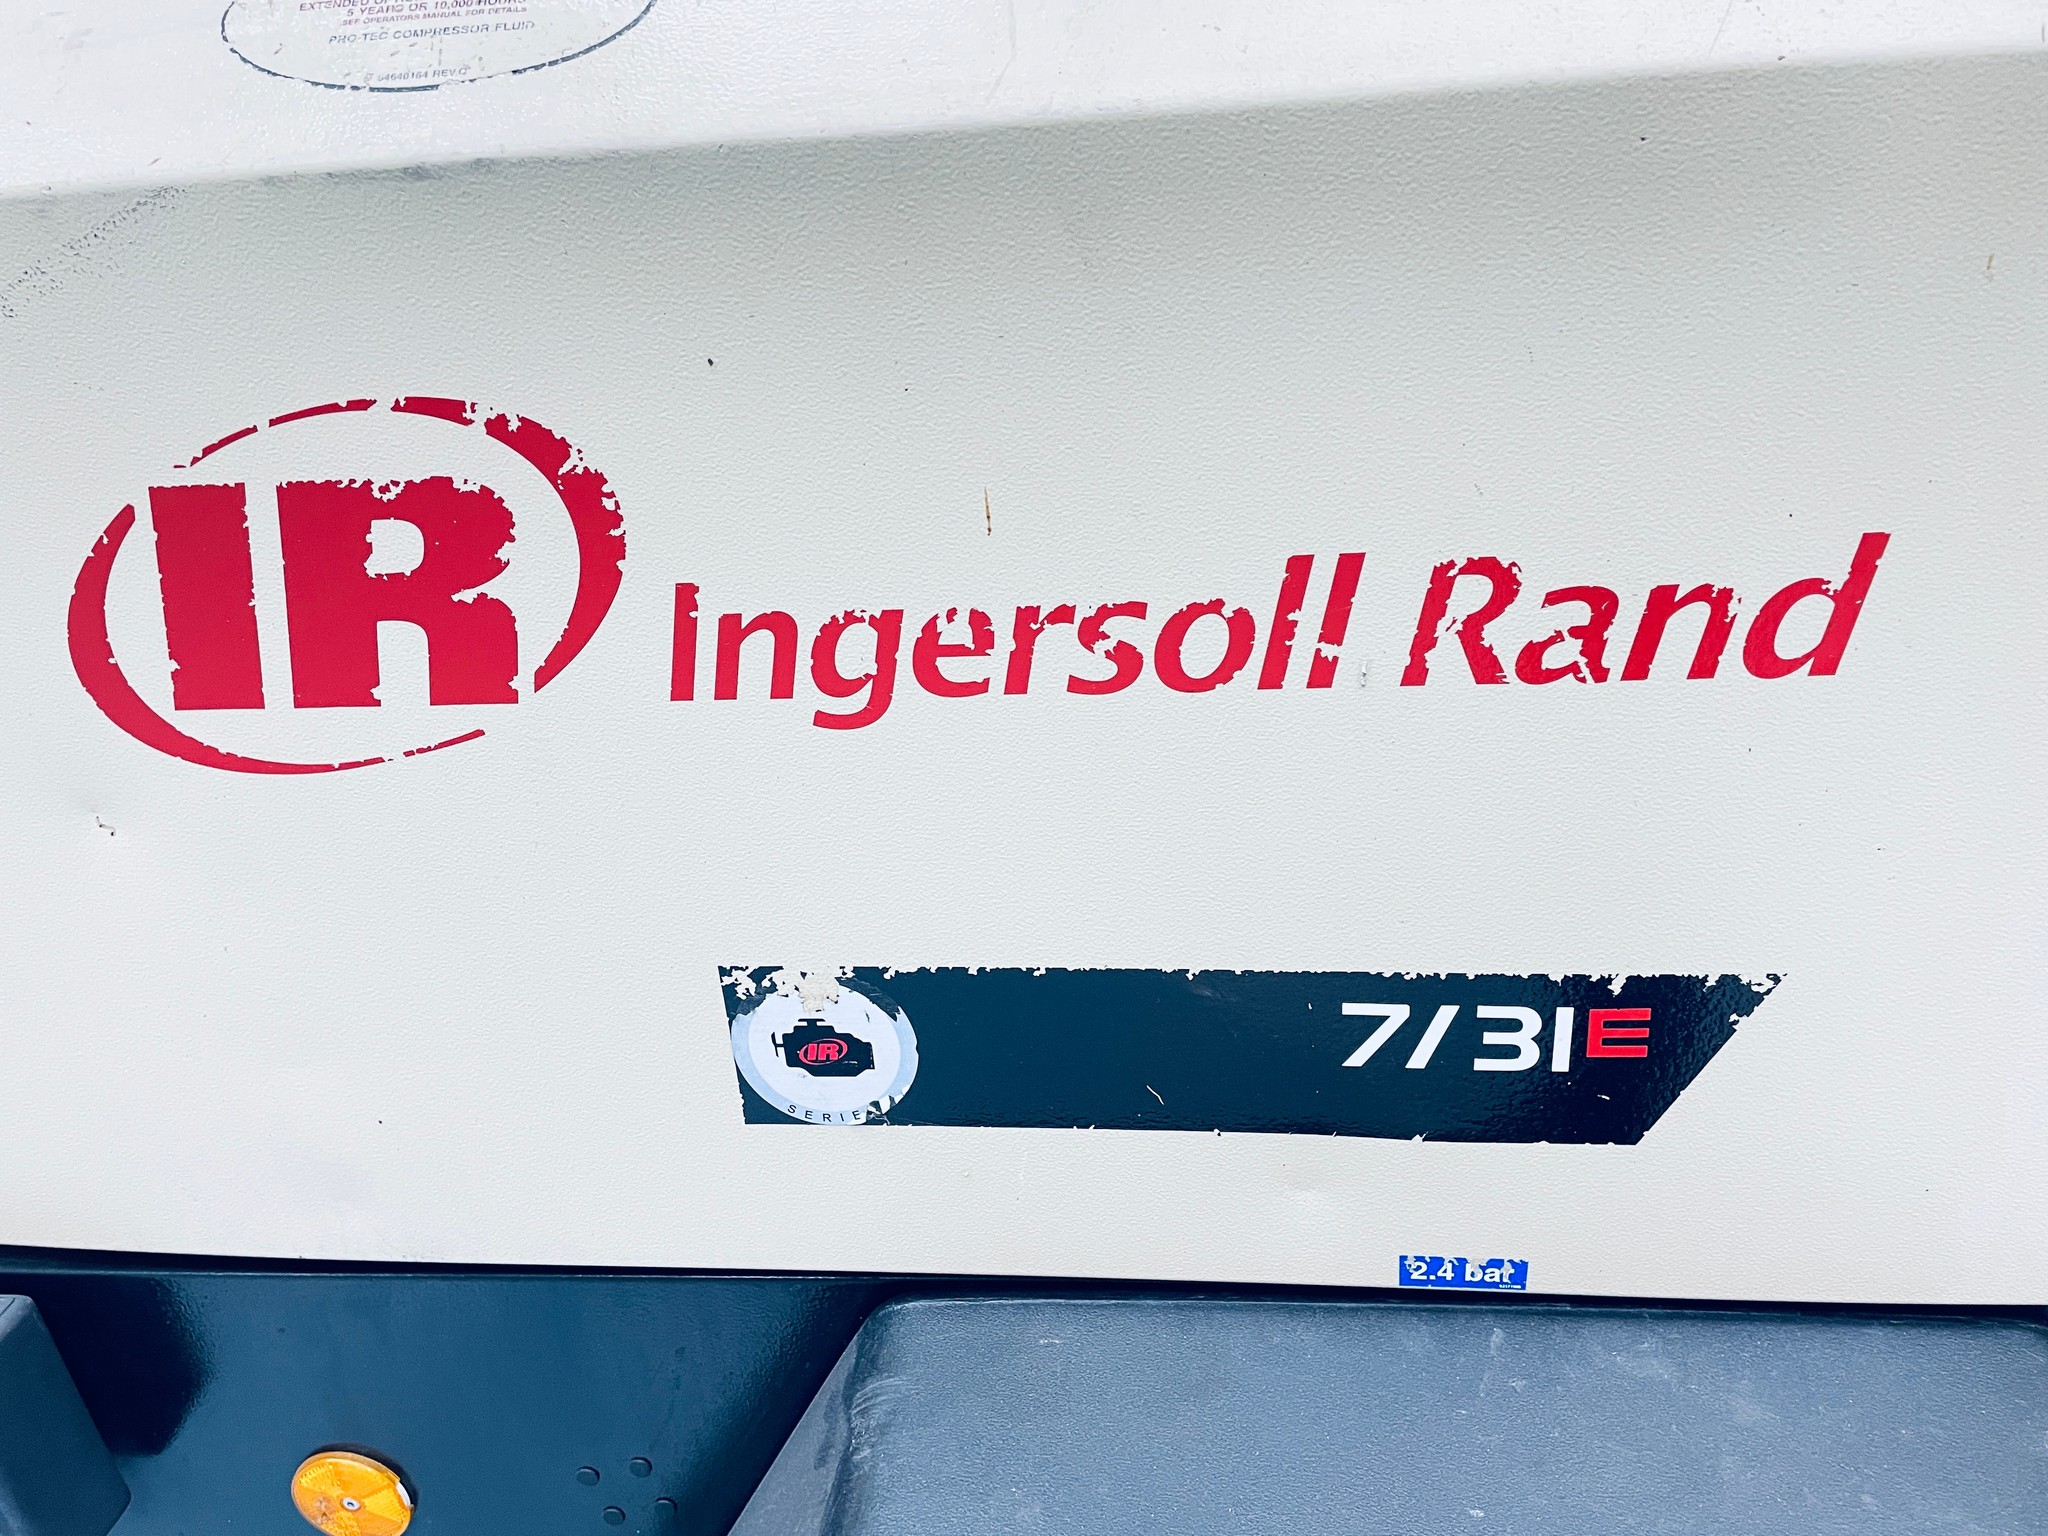 5 YEARS OR 10,000 HOURS
SEE OPERATORS MANUAL FOR DETAILS
PRO-TEC COMPRESSOR FLUID
54640164 REV C
IR Ingersoll Rand
7/31E
IR
SERIE
2.4 bar